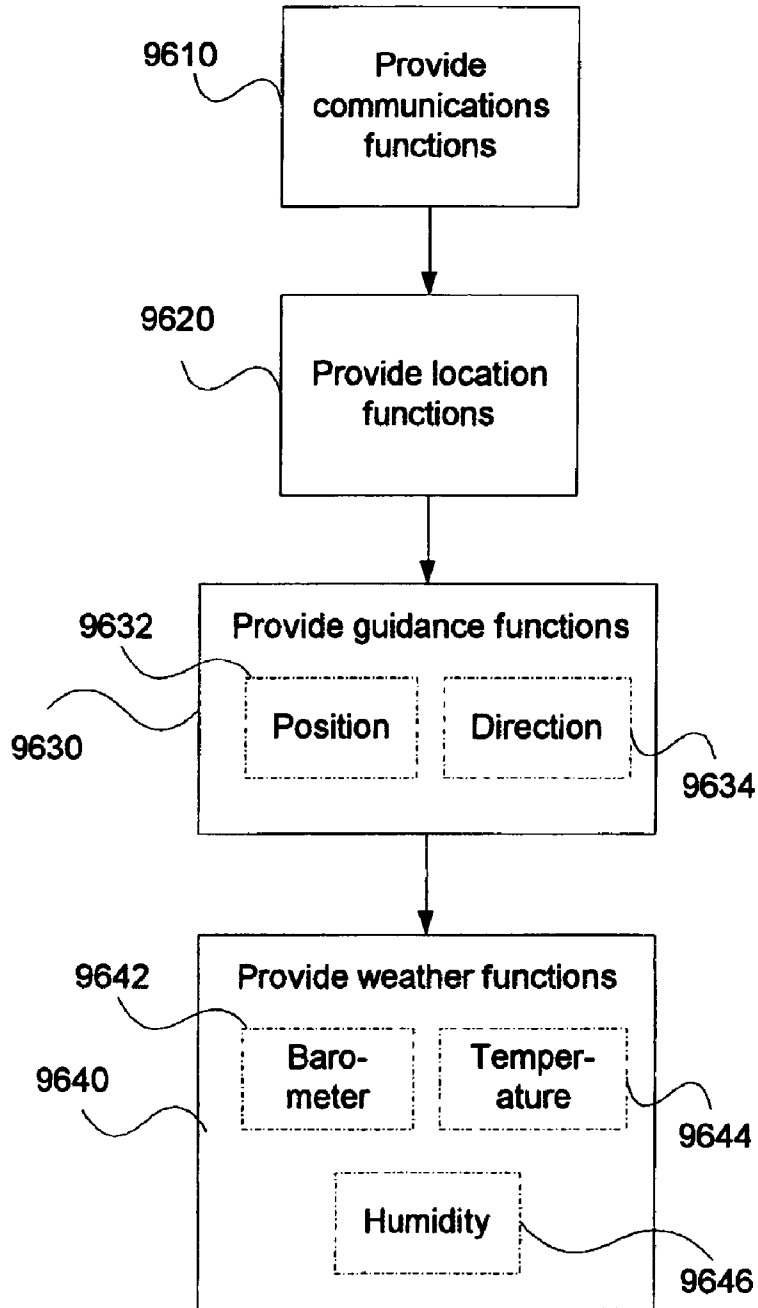 9610
Provide
communications
functions
9620
Provide location
functions
9632
Provide guidance functions
Position
Direction
9630
9634
9642
Provide weather functions
Baro-
meter
Temper-
ature
9640
9644
Humidity
9646